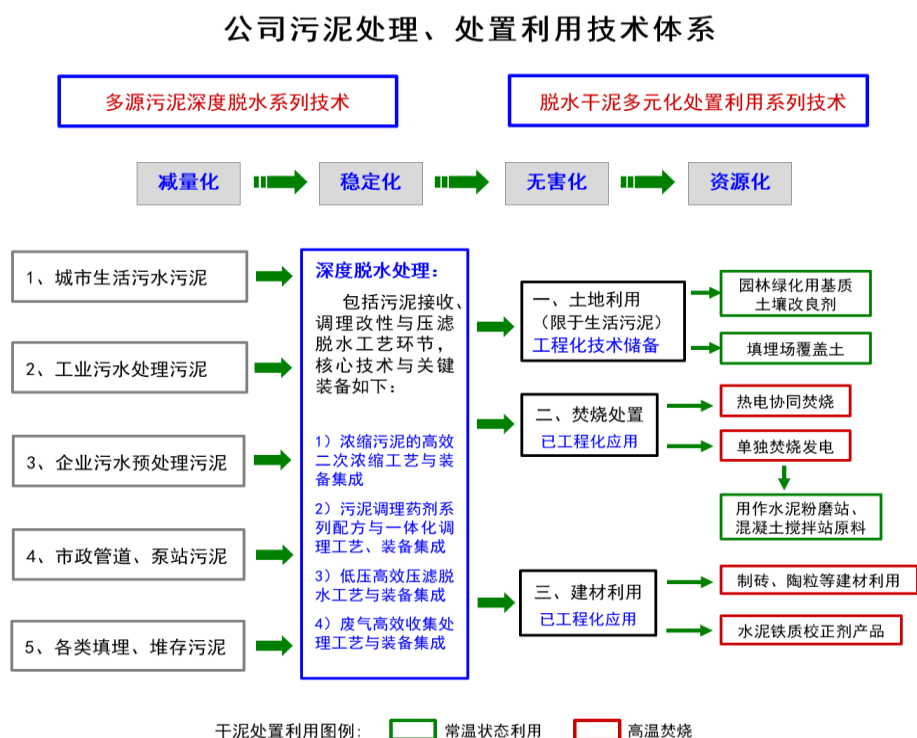 公司污泥处理、处置利用技术体系
多源污泥深度脱水系列技术
脱水干泥多元化处置利用系列技术
减量化
稳定化
无害化
资源化
1、城市生活污水污泥
2、工业污水处理污泥
3、企业污水预处理污泥
4、市政管道、泵站污泥
5、各类填埋、堆存污泥
深度脱水处理：
包括污泥接收、
调理改性与压滤
脱水工艺环节，
核心技术与关键
装备如下：
1）浓缩污泥的高效
二次浓缩工艺与装
备集成
2）污泥调理药剂系
列配方与一体化调
理工艺、装备集成
3）低压高效压滤脱
水工艺与装备集成
4）废气高效收集处
理工艺与装备集成
一、土地利用
（限于生活污泥）
工程化技术储备
园林绿化用基质
土壤改良剂
填埋场覆盖土
二、焚烧处置
已工程化应用
热电协同焚烧
单独焚烧发电
用作水泥粉磨站、
混凝土搅拌站原料
三、建材利用
已工程化应用
制砖、陶粒等建材利用
水泥铁质校正剂产品
干泥处置利用图例：
常温状态利用
高温焚烧